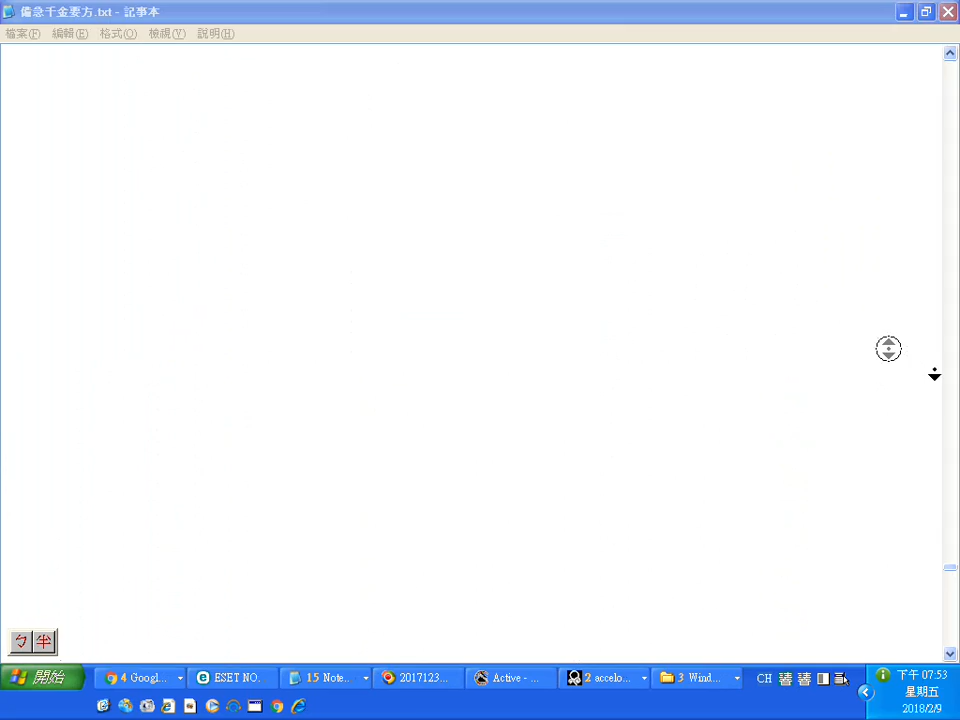 備急千金要方.txt - 記事本
檔案(F) 編輯(E) 格式(O) 檢視(V) 說明(H)
ㄅ 半
開始 4 Googl... ESET NO. 15 Note... 2017123... Active - ... 2 accelo... 3 Wind... CH
下午 07:53
星期五
2018/2/9